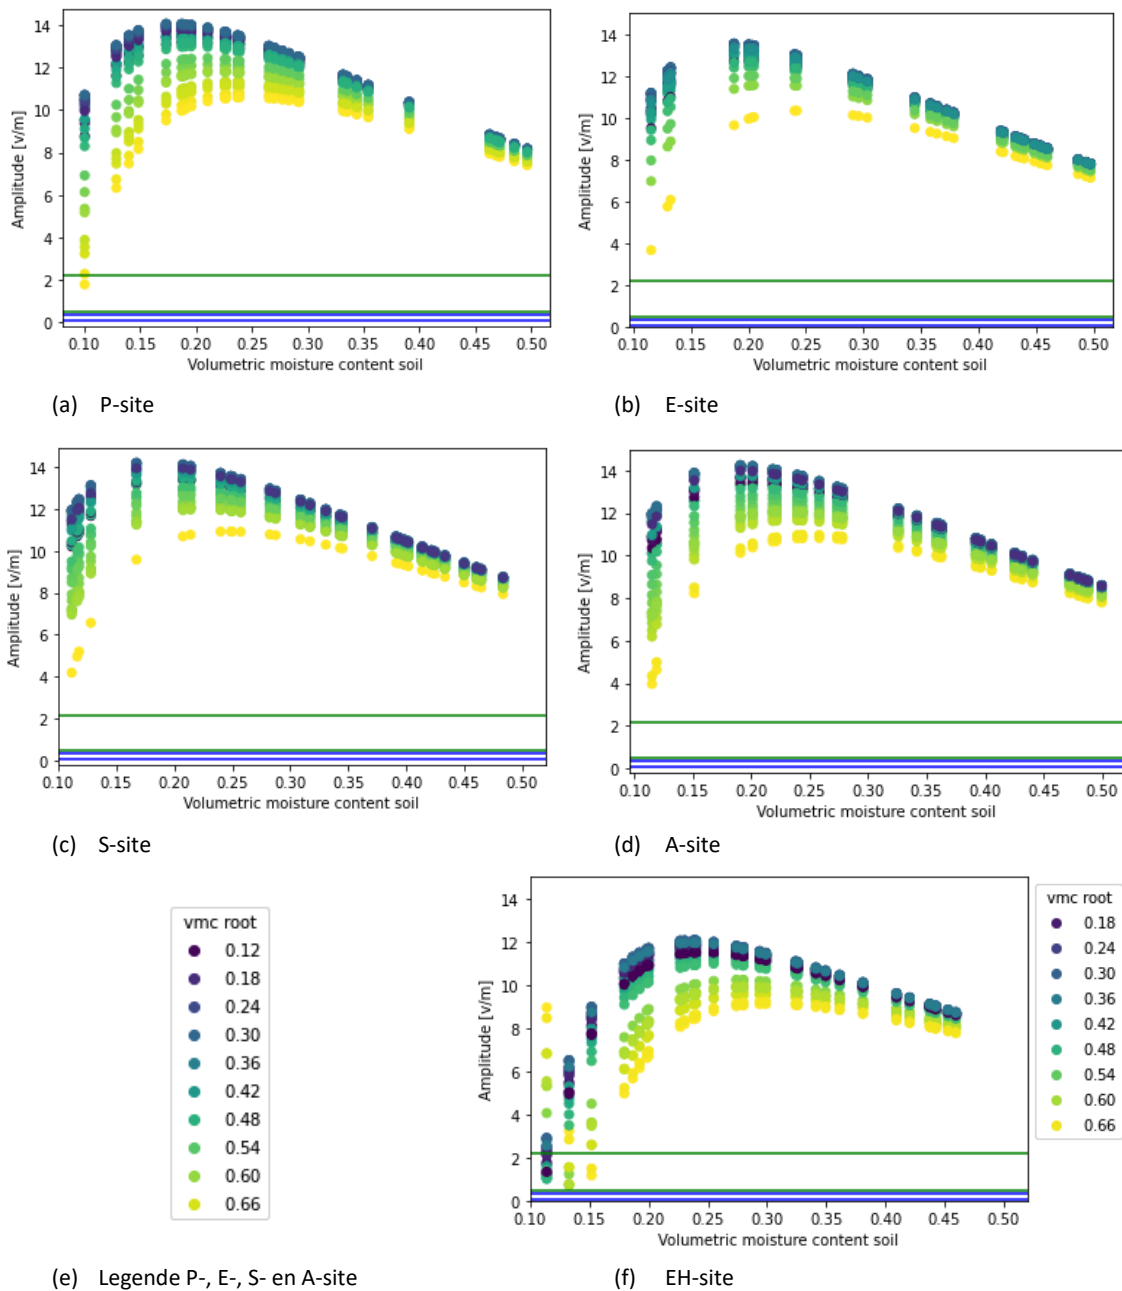 14
12
10
8
6
4
2
0
Amplitude [v/m]
0.10 0.15 0.20 0.25 0.30 0.35 0.40 0.45 0.50
Volumetric moisture content soil
(a) P-site
14
12
10
8
6
4
2
0
Amplitude [v/m]
0.10 0.15 0.20 0.25 0.30 0.35 0.40 0.45 0.50
Volumetric moisture content soil
(b) E-site
14
12
10
8
6
4
2
0
Amplitude [v/m]
0.10 0.15 0.20 0.25 0.30 0.35 0.40 0.45 0.50
Volumetric moisture content soil
(c) S-site
14
12
10
8
6
4
2
0
Amplitude [v/m]
0.10 0.15 0.20 0.25 0.30 0.35 0.40 0.45 0.50
Volumetric moisture content soil
(d) A-site
vmc root
0.12
0.18
0.24
0.30
0.36
0.42
0.48
0.54
0.60
0.66
(e) Legende P-, E-, S- en A-site
14
12
10
8
6
4
2
0
Amplitude [v/m]
0.10 0.15 0.20 0.25 0.30 0.35 0.40 0.45 0.50
Volumetric moisture content soil
vmc root
0.18
0.24
0.30
0.36
0.42
0.48
0.54
0.60
0.66
(f) EH-site